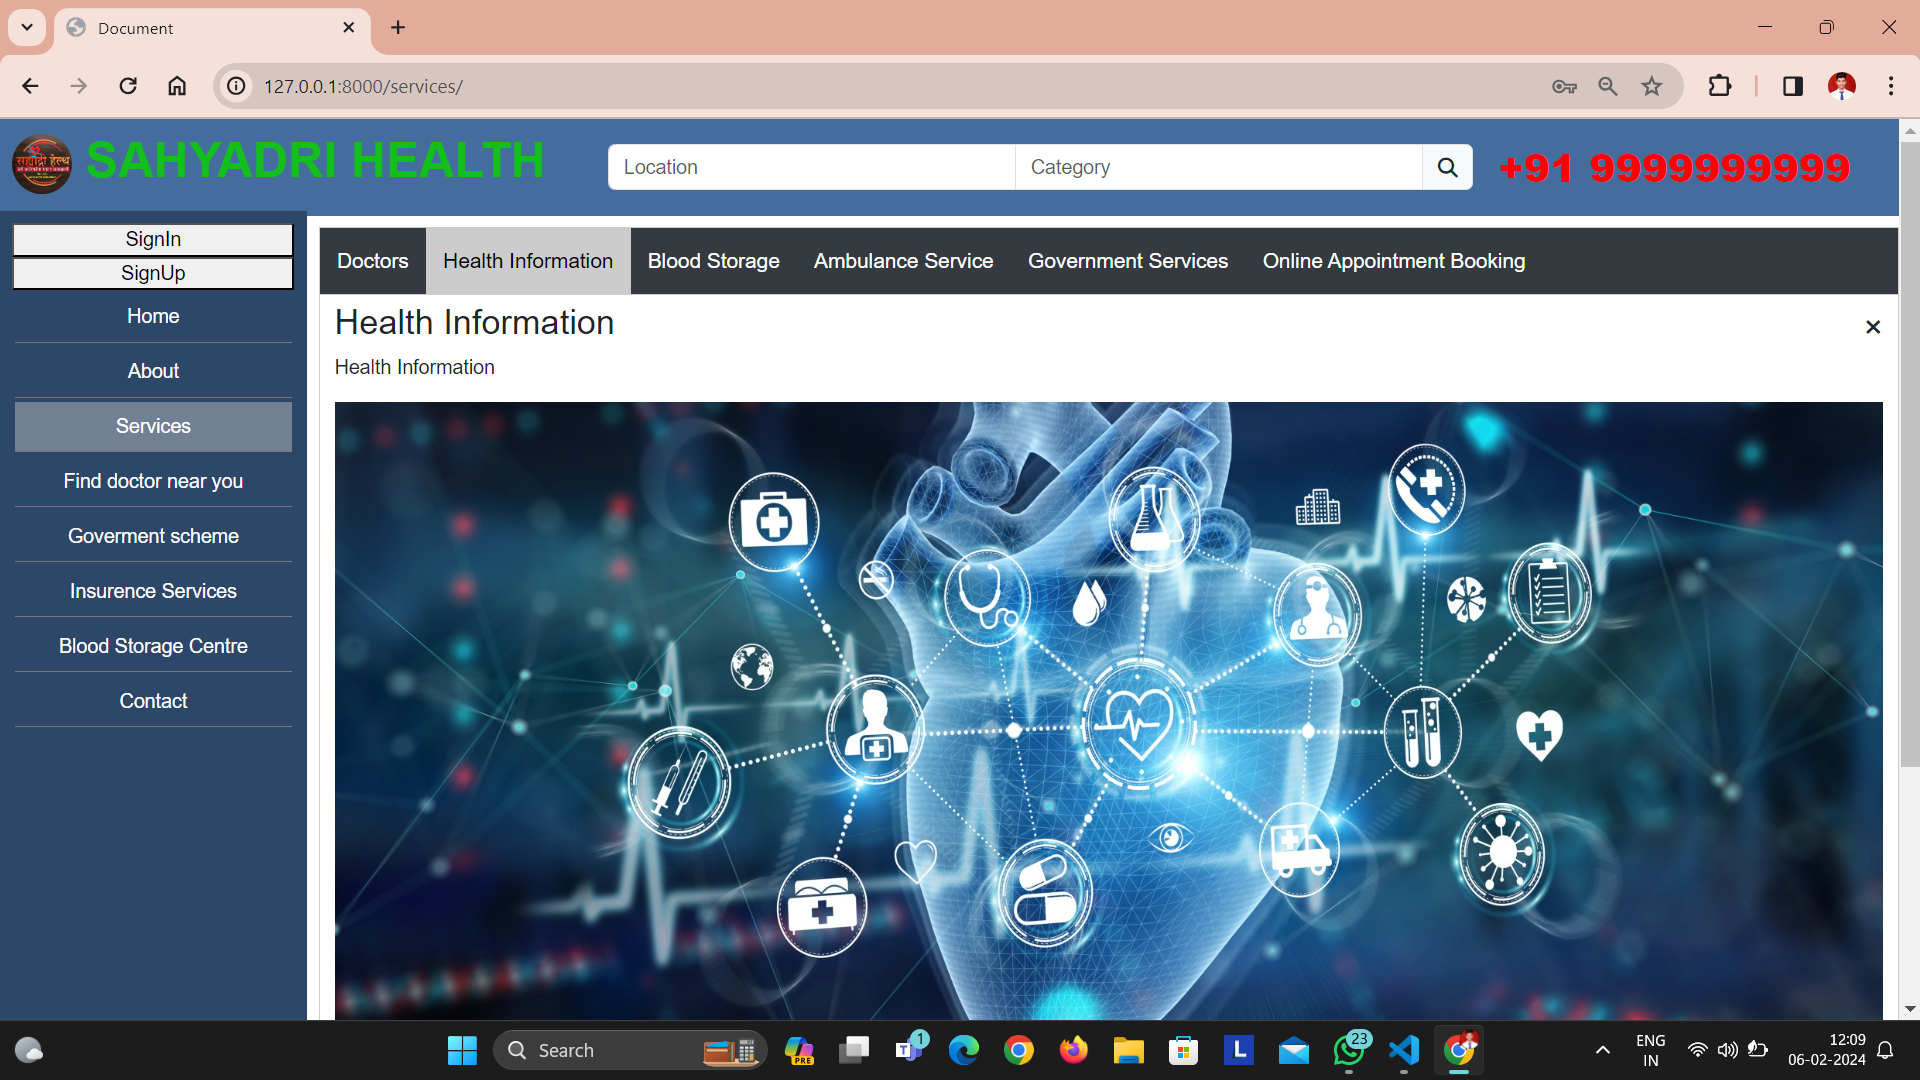 Document
127.0.0.1:8000/services/
सह्याद्री हेल्थ
SAHYADRI HEALTH
Location
Category
+91 9999999999
SignIn
SignUp
Home
About
Services
Find doctor near you
Goverment scheme
Insurence Services
Blood Storage Centre
Contact
Doctors
Health Information
Blood Storage
Ambulance Service
Government Services
Online Appointment Booking
Health Information
Health Information
Search
PRE
1
L
23
ENG
IN
12:09
06-02-2024